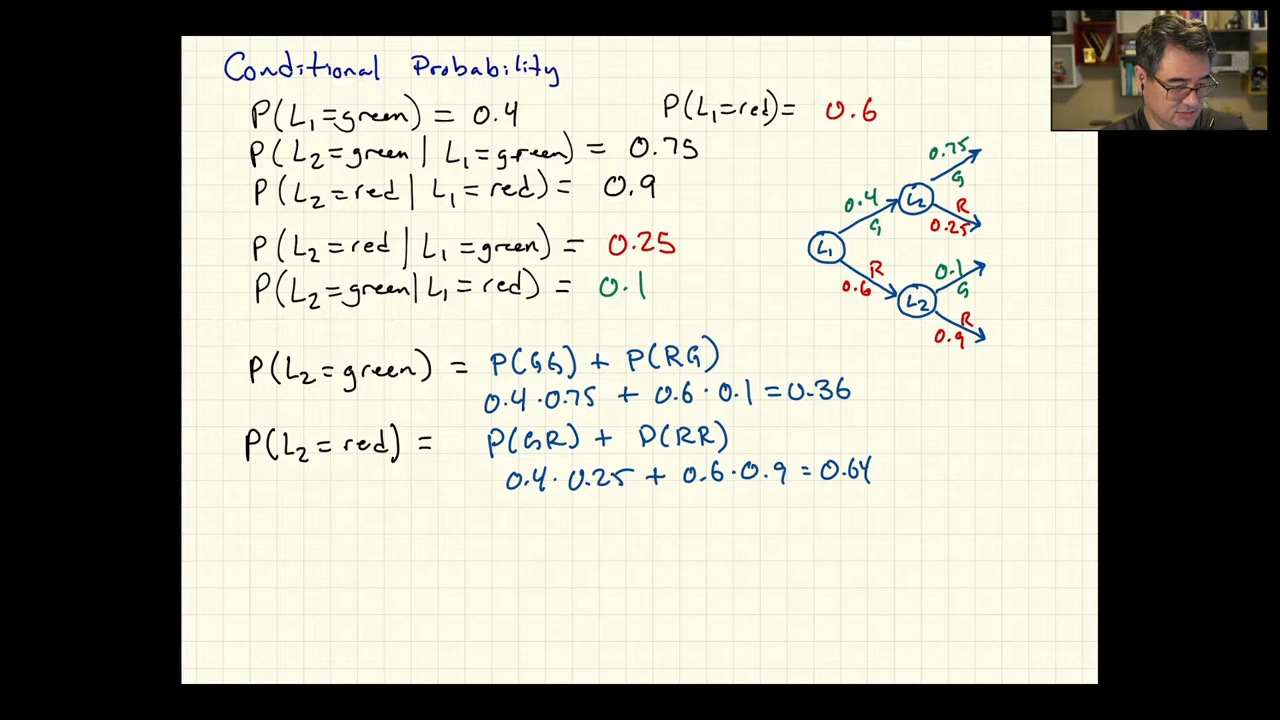 Conditional Probability
P(L₁=green) = 0.4 P(L₁=red)= 0.6
P(L₂=green | L₁=green) = 0.75
P(L₂=red | L₁=red) = 0.9
P(L₂=red | L₁=green) = 0.25
P(L₂=green | L₁=red) = 0.1
0.75
G
0.4
G
L₂
R
0.25
L₁
R
0.6
0.1
G
L₂
R
0.9
P(L₂=green) = P(GG) + P(RG)
0.4 · 0.75 + 0.6 · 0.1 = 0.36
P(L₂=red) = P(GR) + P(RR)
0.4 · 0.25 + 0.6 · 0.9 = 0.64